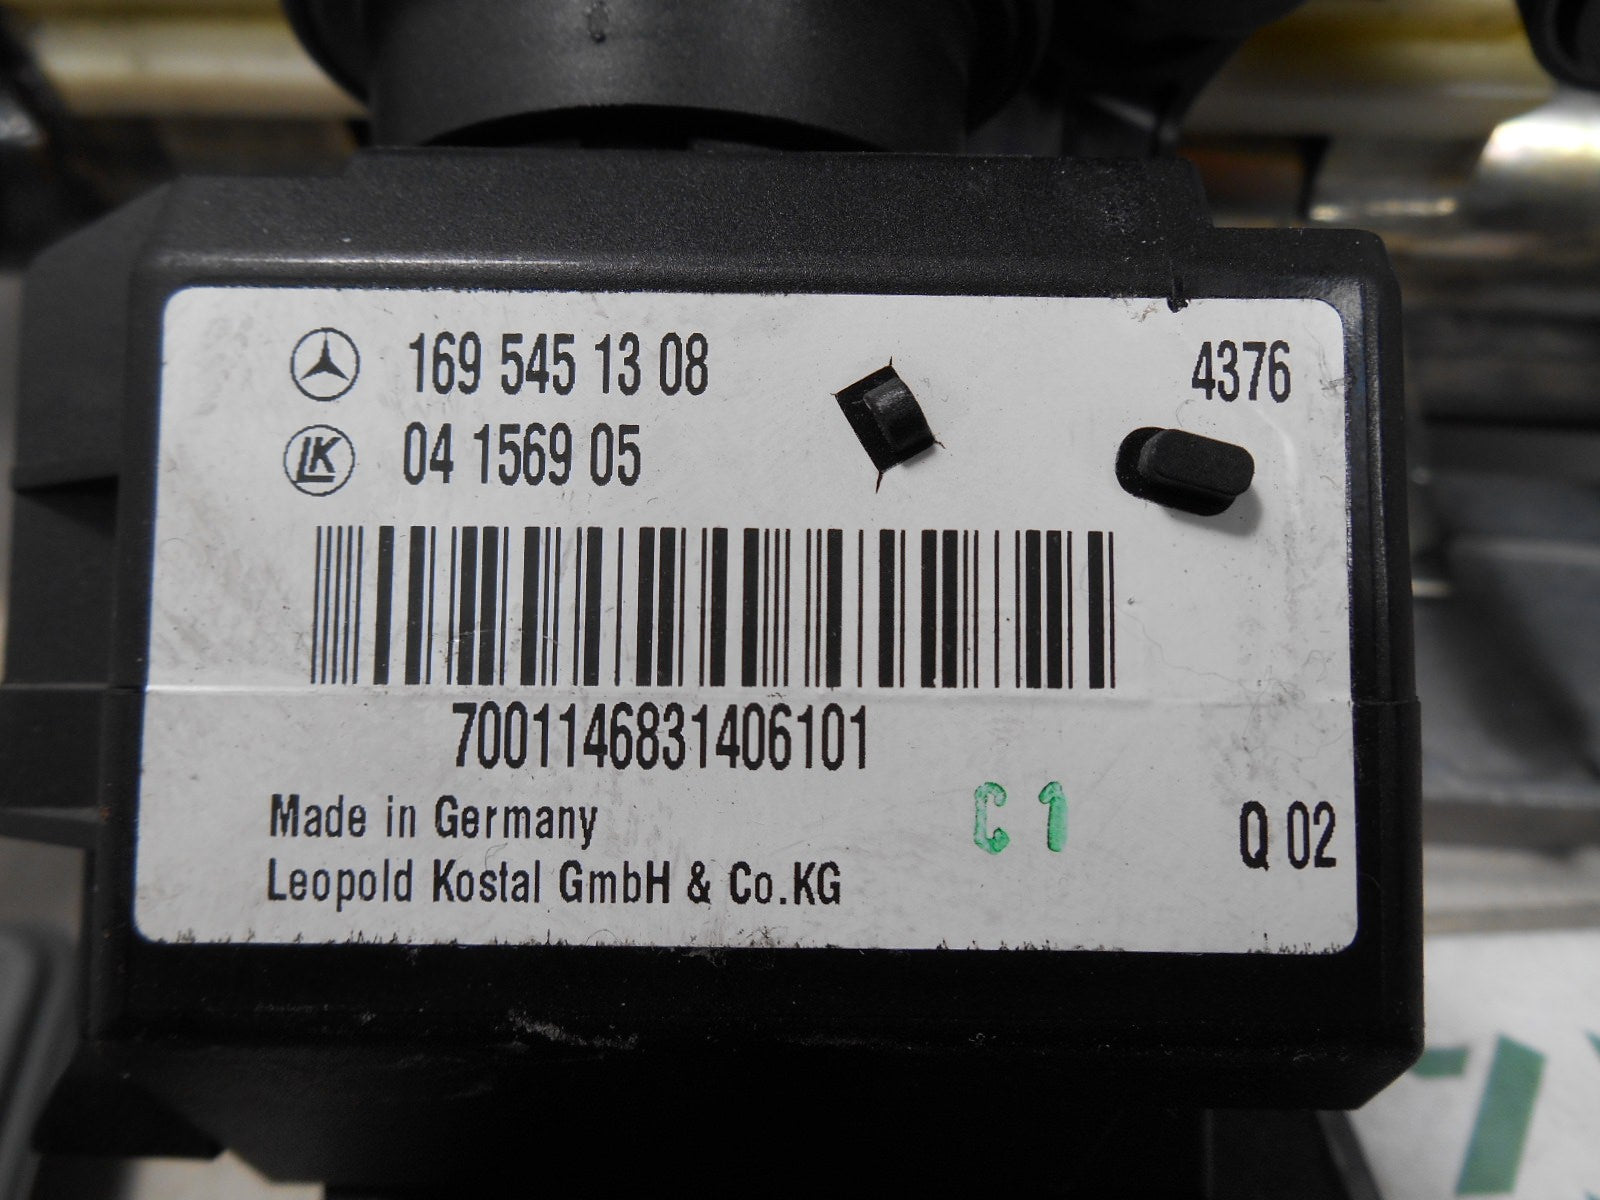 169 545 13 08
4376
LK
04 1569 05
7001146831406101
Made in Germany
C 1
Q 02
Leopold Kostal GmbH & Co.KG